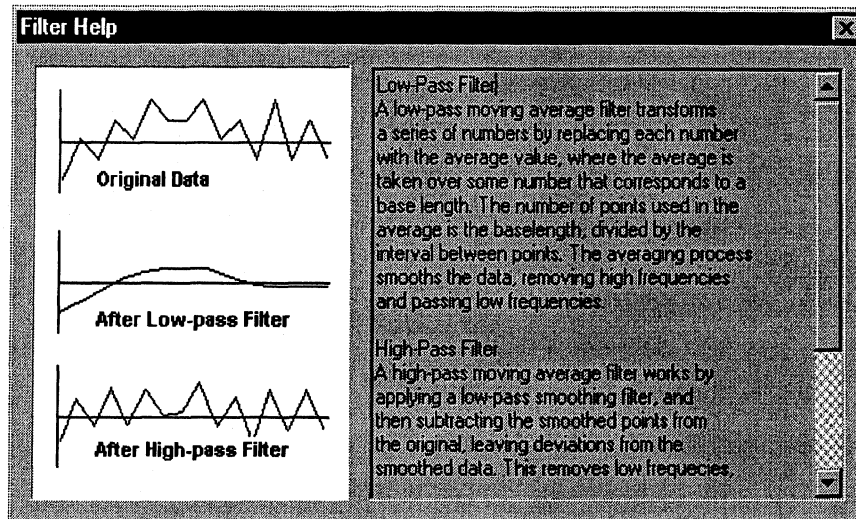 Filter Help
Original Data
After Low-pass Filter
After High-pass Filter
Low-Pass Filter
A low-pass moving average filter transforms
a series of numbers by replacing each number
with the average value, where the average is
taken over some number that corresponds to a
base length. The number of points used in the
average is the baselength, divided by the
interval between points. The averaging process
smooths the data, removing high frequencies
and passing low frequencies.
High-Pass Filter
A high-pass moving average filter works by
applying a low-pass smoothing filter, and
then subtracting the smoothed points from
the original, leaving deviations from the
smoothed data. This removes low frequecies,